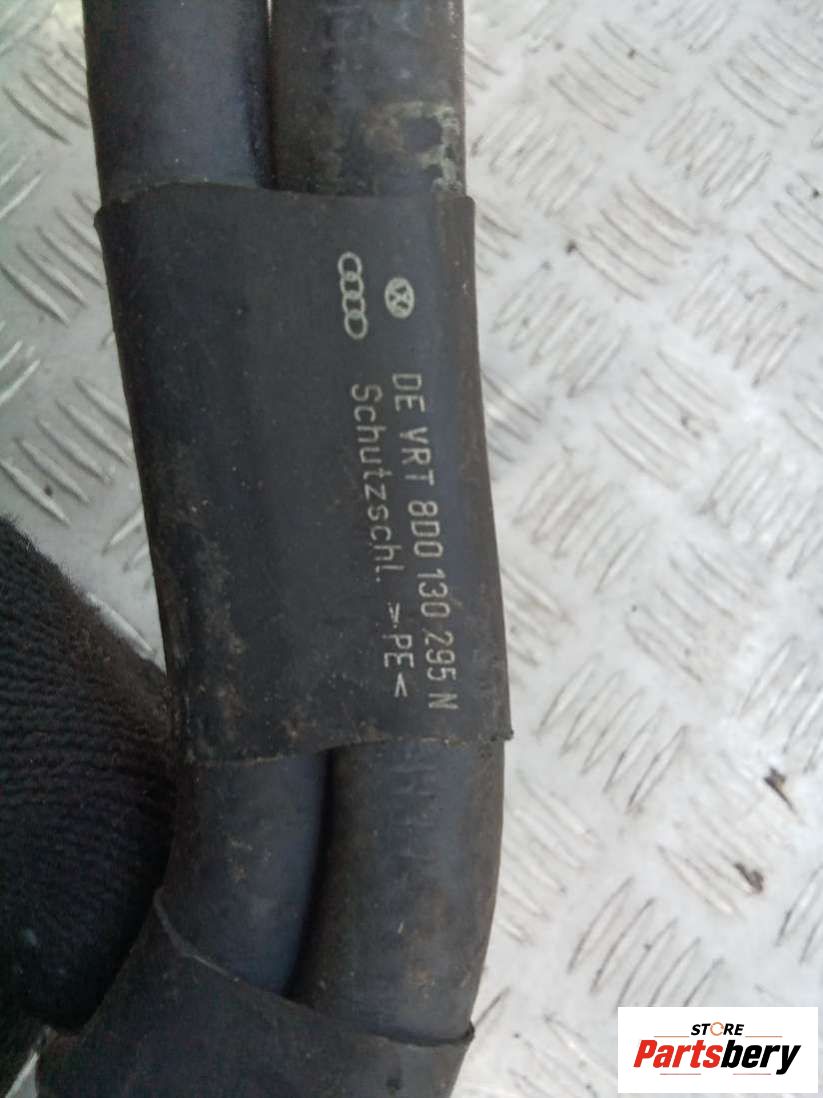 DE VRT 8D0 130 295 N
Schutzschl. >PE<
STORE
Partsbery